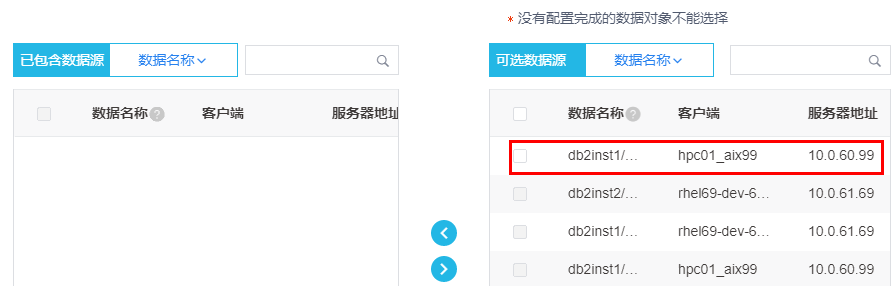 * 没有配置完成的数据对象不能选择
已包含数据源 数据名称
可选数据源 数据名称
数据名称 ? 客户端 服务器地址
数据名称 ? 客户端 服务器地址
db2inst1/... hpc01_aix99 10.0.60.99
db2inst2/... rhel69-dev-6... 10.0.61.69
db2inst1/... rhel69-dev-6... 10.0.61.69
db2inst1/... hpc01_aix99 10.0.60.99